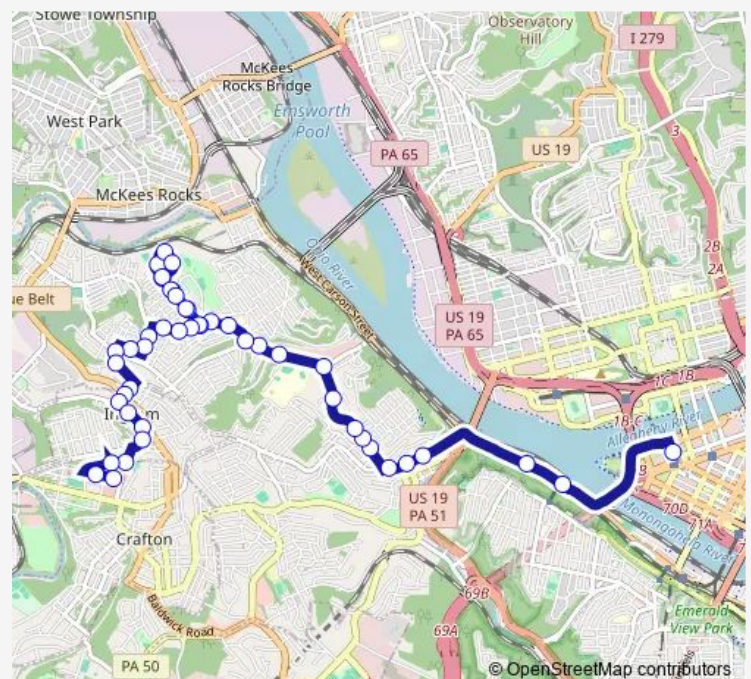 Stowe Township
Observatory
Hill
I 279
McKees
Rocks Bridge
Emsworth
Pool
West Park
PA 65
US 19
3
McKees Rocks
2B
2A
Ohio River
West Carson Street
ue Belt
US 19
PA 65
1C 1B
Allegheny River
1B-C
B
US 19
PA 51
70D
71A
Monongahela River
Crafton
69B
Baldwick Road
69A
Emerald
View Park
PA 50
© OpenStreetMap contributors